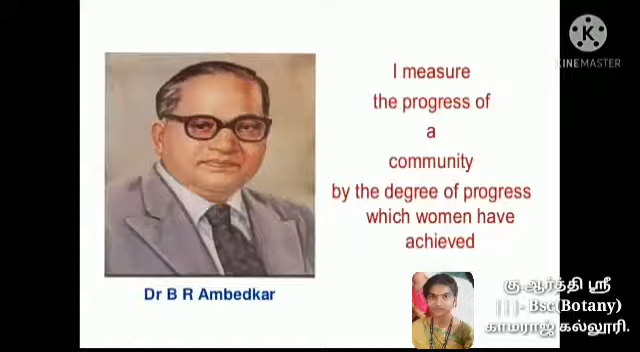 KINEMASTER
I measure
the progress of
a
community
by the degree of progress
which women have
achieved
Dr B R Ambedkar
கு.ஆர்த்தி ஸ்ரீ
|||- Bsc(Botany)
காமராஜ் கல்லூரி.